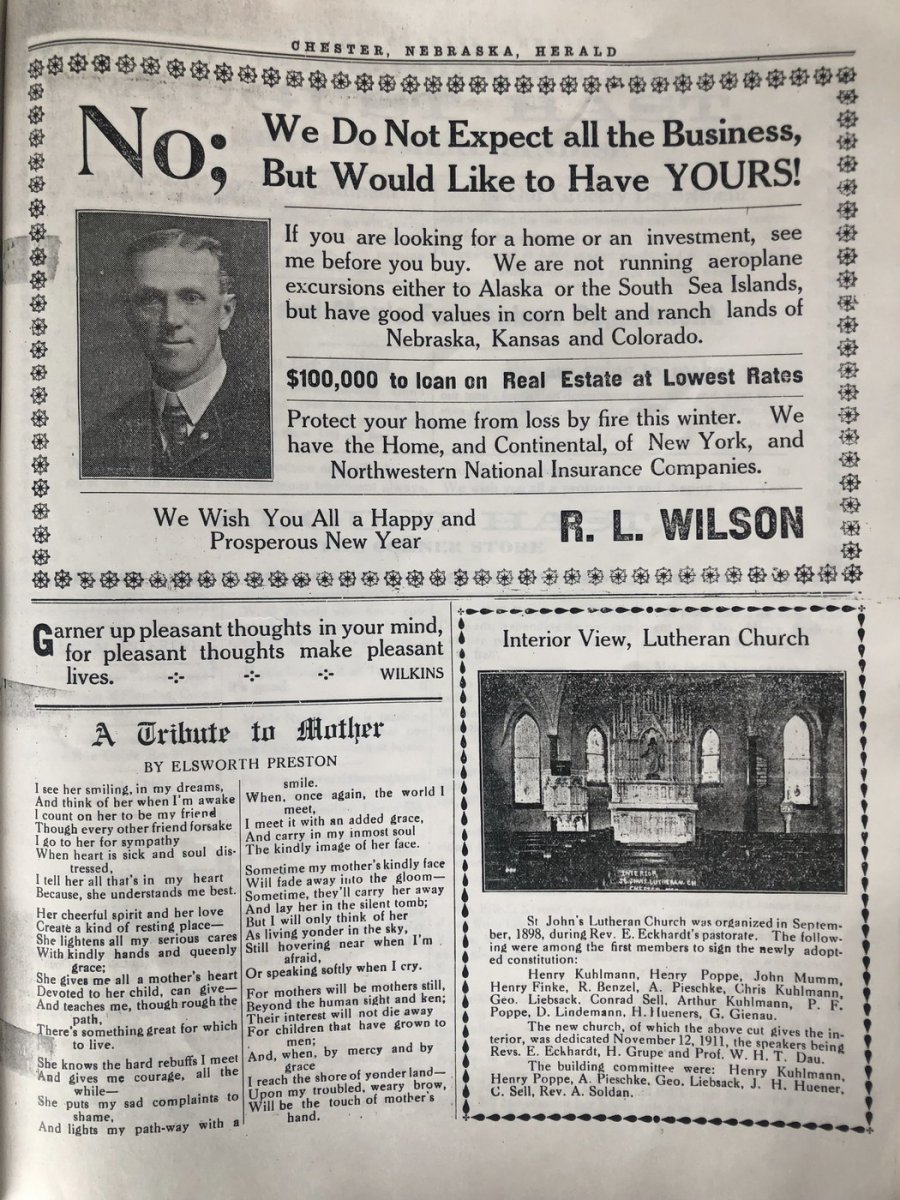 CHESTER, NEBRASKA, HERALD
No; We Do Not Expect all the Business,
But Would Like to Have YOURS!
If you are looking for a home or an investment, see
me before you buy. We are not running aeroplane
excursions either to Alaska or the South Sea Islands,
but have good values in corn belt and ranch lands of
Nebraska, Kansas and Colorado.
$100,000 to loan on Real Estate at Lowest Rates
Protect your home from loss by fire this winter. We
have the Home, and Continental, of New York, and
Northwestern National Insurance Companies.
We Wish You All a Happy and
Prosperous New Year
R. L. WILSON
Garner up pleasant thoughts in your mind,
for pleasant thoughts make pleasant
lives. -:- -:- -:- WILKINS
A Tribute to Mother
BY ELSWORTH PRESTON
I see her smiling, in my dreams,
And think of her when I'm awake
I count on her to be my friend
Though every other friend forsake
I go to her for sympathy
When heart is sick and soul dis-
tressed,
I tell her all that's in my heart
Because, she understands me best.
Her cheerful spirit and her love
Create a kind of resting place—
She lightens all my serious cares
With kindly hands and queenly
grace;
She gives me all a mother's heart
Devoted to her child, can give—
And teaches me, though rough the
path,
There's something great for which
to live.
She knows the hard rebuffs I meet
And gives me courage, all the
while—
She puts my sad complaints to
shame,
And lights my path-way with a
smile.
When, once again, the world I
meet,
I meet it with an added grace,
And carry in my inmost soul
The kindly image of her face.
Sometime my mother's kindly face
Will fade away into the gloom—
Sometime, they'll carry her away
And lay her in the silent tomb;
But I will only think of her
As living yonder in the sky,
Still hovering near when I'm
afraid,
Or speaking softly when I cry.
For mothers will be mothers still,
Beyond the human sight and ken;
Their interest will not die away
For children that have grown to
men;
And, when, by mercy and by
grace
I reach the shore of yonder land—
Upon my troubled, weary brow,
Will be the touch of mother's
hand.
Interior View, Lutheran Church
INTERIOR
ST. JOHNS LUTHERAN CH
St John's Lutheran Church was organized in Septem-
ber, 1898, during Rev. E. Eckhardt's pastorate. The follow-
ing were among the first members to sign the newly adopt-
ed constitution:
Henry Kuhlmann, Henry Poppe, John Mumm,
Henry Finke, R. Benzel, A. Pieschke, Chris Kuhlmann,
Geo. Liebsack, Conrad Sell, Arthur Kuhlmann, P. F.
Poppe, D. Lindemann, H. Hueners, G. Gienau.
The new church, of which the above cut gives the in-
terior, was dedicated November 12, 1911, the speakers being
Revs. E. Eckhardt, H. Grupe and Prof. W. H. T. Dau.
The building committee were: Henry Kuhlmann,
Henry Poppe, A. Pieschke, Geo. Liebsack, J. H. Huener,
C. Sell, Rev. A. Soldan.